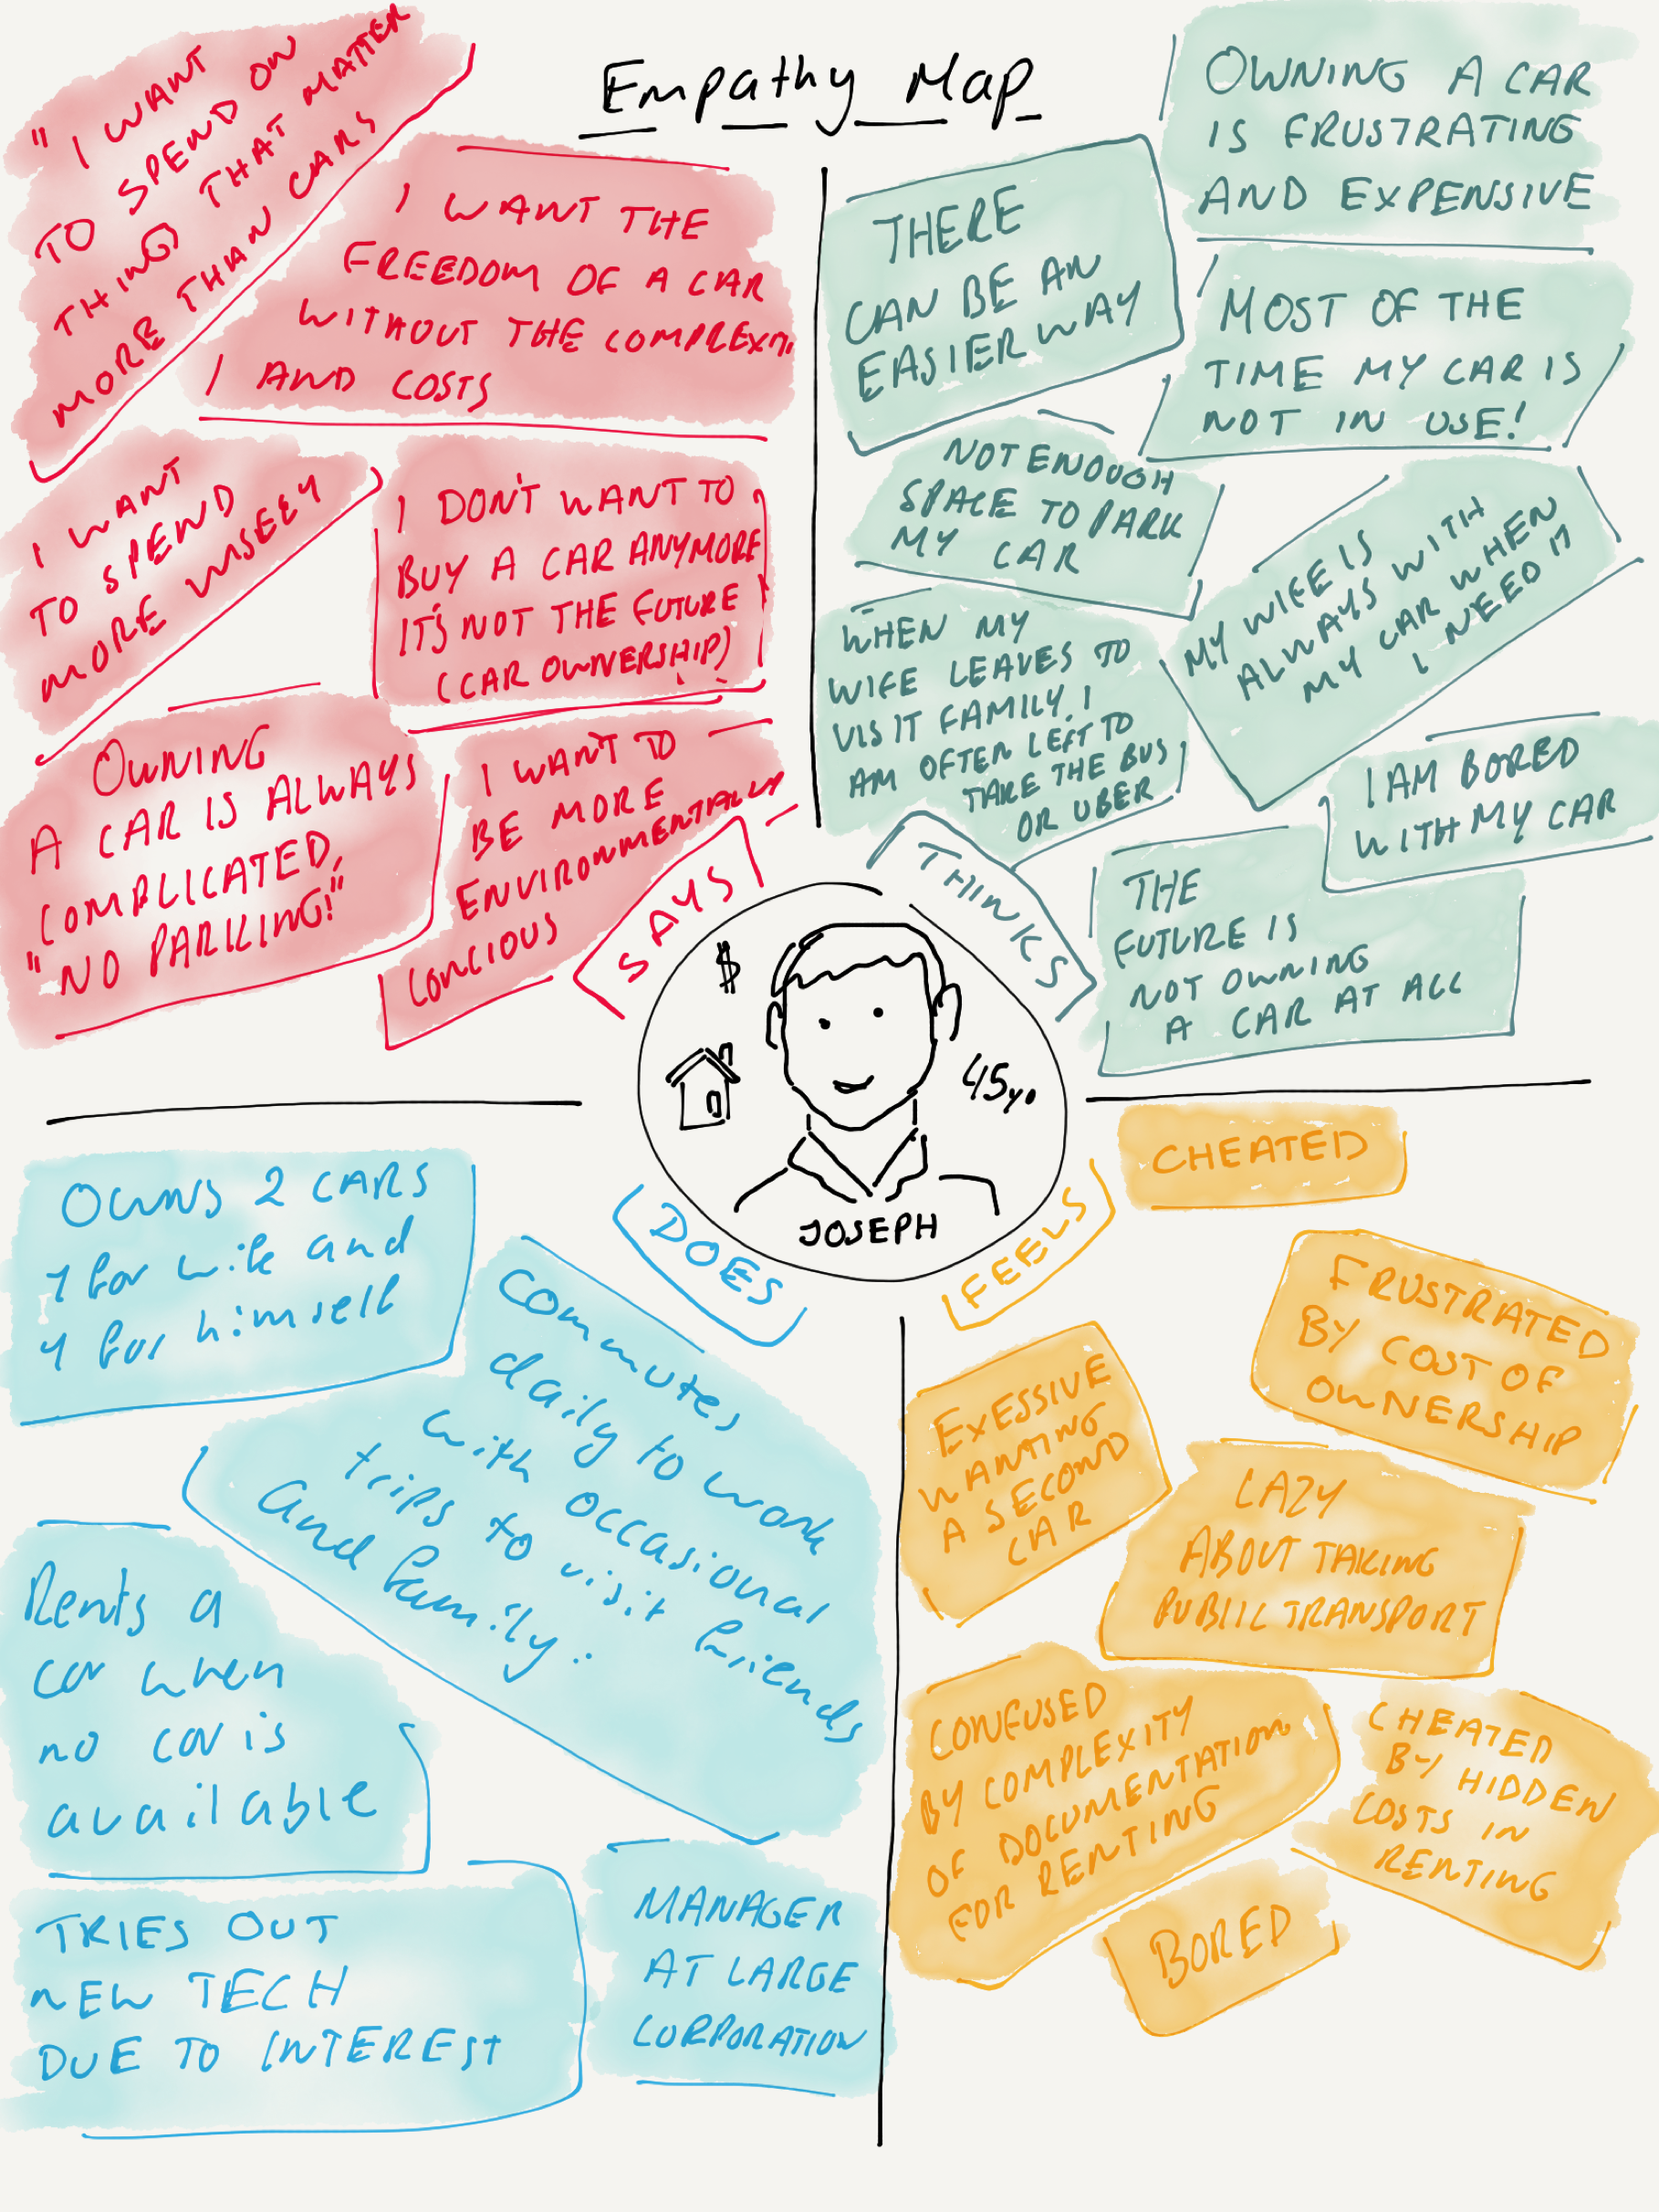 Empathy Map
"I WANT
TO SPEND ON
THINGS THAT MATTER
MORE THAN CARS
I WANT THE
FREEDOM OF A CAR
WITHOUT THE COMPLEXITY
AND COSTS
I WANT
TO SPEND
MORE WISELY
I DON'T WANT TO
BUY A CAR ANYMORE
IT'S NOT THE FUTURE
(CAR OWNERSHIP)
OWNING
A CAR IS ALWAYS
COMPLICATED,
"NO PARKING!"
I WANT TO
BE MORE
ENVIRONMENTALLY
CONCIOUS
SAYS
OWNING A CAR
IS FRUSTRATING
AND EXPENSIVE
THERE
CAN BE AN
EASIER WAY
MOST OF THE
TIME MY CAR IS
NOT IN USE!
NOT ENOUGH
SPACE TO PARK
MY CAR
MY WIFE IS
ALWAYS WITH
MY CAR WHEN
I NEED IT
WHEN MY
WIFE LEAVES TO
VISIT FAMILY, I
AM OFTEN LEFT TO
TAKE THE BUS
OR UBER
I AM BORED
WITH MY CAR
THE
FUTURE IS
NOT OWNING
A CAR AT ALL
THINKS
$
45yo
JOSEPH
DOES
OWNS 2 CARS
1 for wife and
1 for himself
Commutes
daily to work
with occasional
trips to visit friends
and family.
Rents a
car when
no car is
available
TRIES OUT
NEW TECH
DUE TO INTEREST
MANAGER
AT LARGE
CORPORATION
FEELS
CHEATED
FRUSTRATED
BY COST OF
OWNERSHIP
EXESSIVE
WANTING
A SECOND
CAR
LAZY
ABOUT TAKING
PUBLIC TRANSPORT
CONFUSED
BY COMPLEXITY
OF DOCUMENTATION
FOR RENTING
CHEATED
BY HIDDEN
COSTS IN
RENTING
BORED